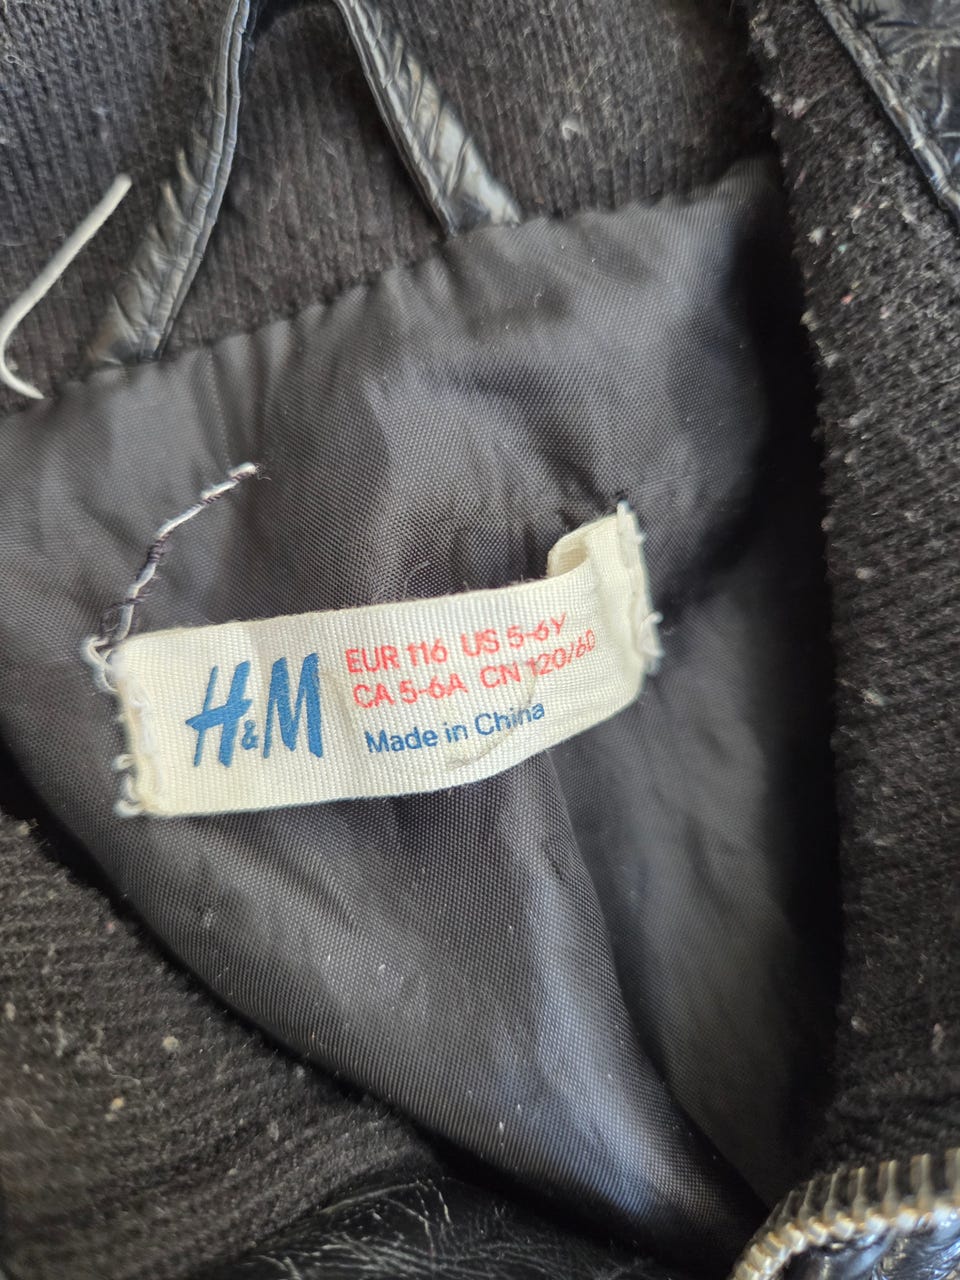 H&M
EUR 116 US 5-6Y
CA 5-6A CN 120/60
Made in China